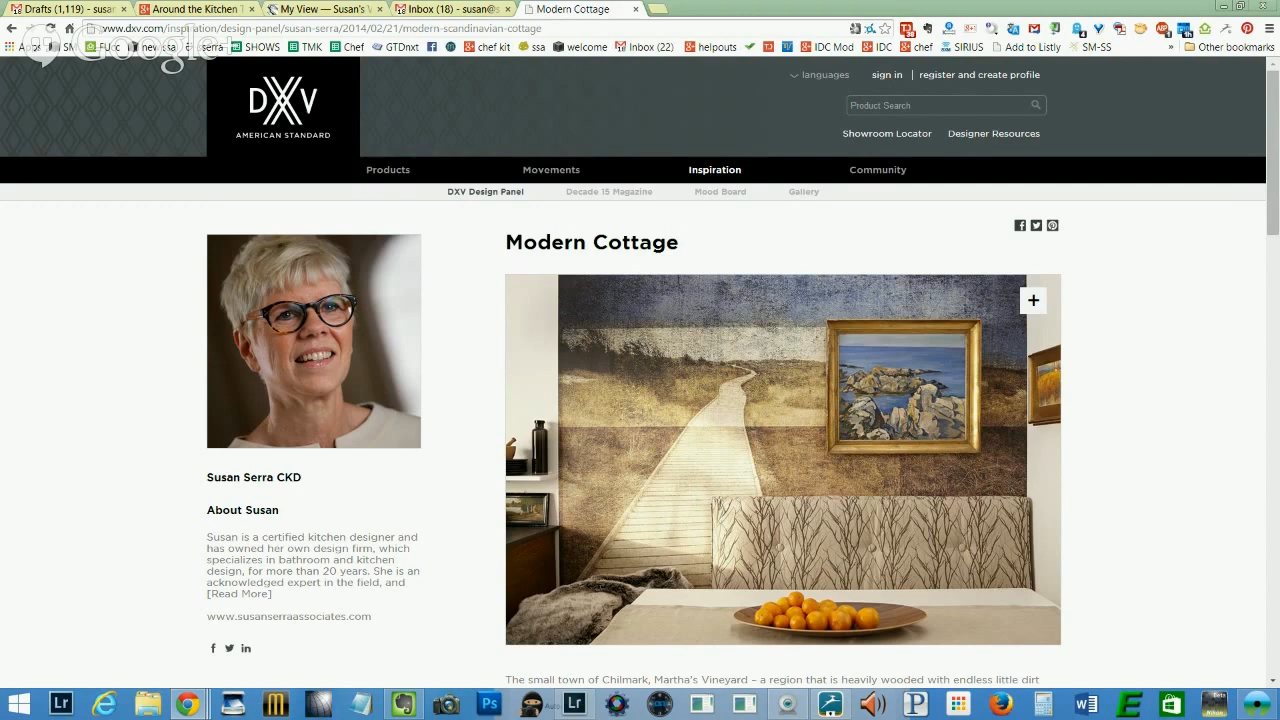 Drafts (1,119) - susan@s
Around the Kitchen
My View — Susan's V
Inbox (18) - susan@s
Modern Cottage
www.dxv.com/inspiration/design-panel/susan-serra/2014/02/21/modern-scandinavian-cottage
Google+
SHOWS
TMK
Chef
GTDnxt
chef kit
ssa
welcome
Inbox (22)
helpouts
IDC Mod
IDC
chef
SIRIUS
Add to Listly
SM-SS
Other bookmarks
languages
sign in | register and create profile
DXV
AMERICAN STANDARD
Product Search
Showroom Locator
Designer Resources
Products
Movements
Inspiration
Community
DXV Design Panel
Decade 15 Magazine
Mood Board
Gallery
Modern Cottage
Susan Serra CKD
About Susan
Susan is a certified kitchen designer and
has owned her own design firm, which
specializes in bathroom and kitchen
design, for more than 20 years. She is an
acknowledged expert in the field, and
[Read More]
www.susanserraassociates.com
The small town of Chilmark, Martha's Vineyard – a region that is heavily wooded with endless little dirt